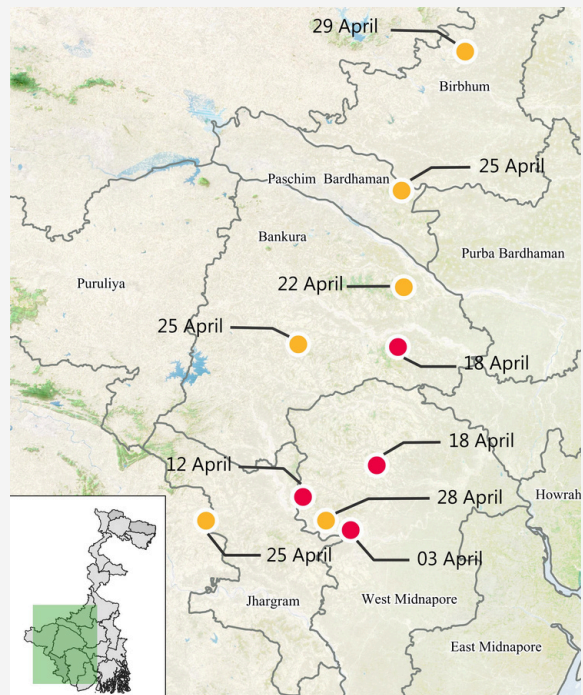 29 April
Birbhum
25 April
Paschim Bardhaman
Bankura
Purba Bardhaman
Puruliya
22 April
25 April
18 April
18 April
12 April
28 April
Howrah
25 April
03 April
Jhargram
West Midnapore
East Midnapore